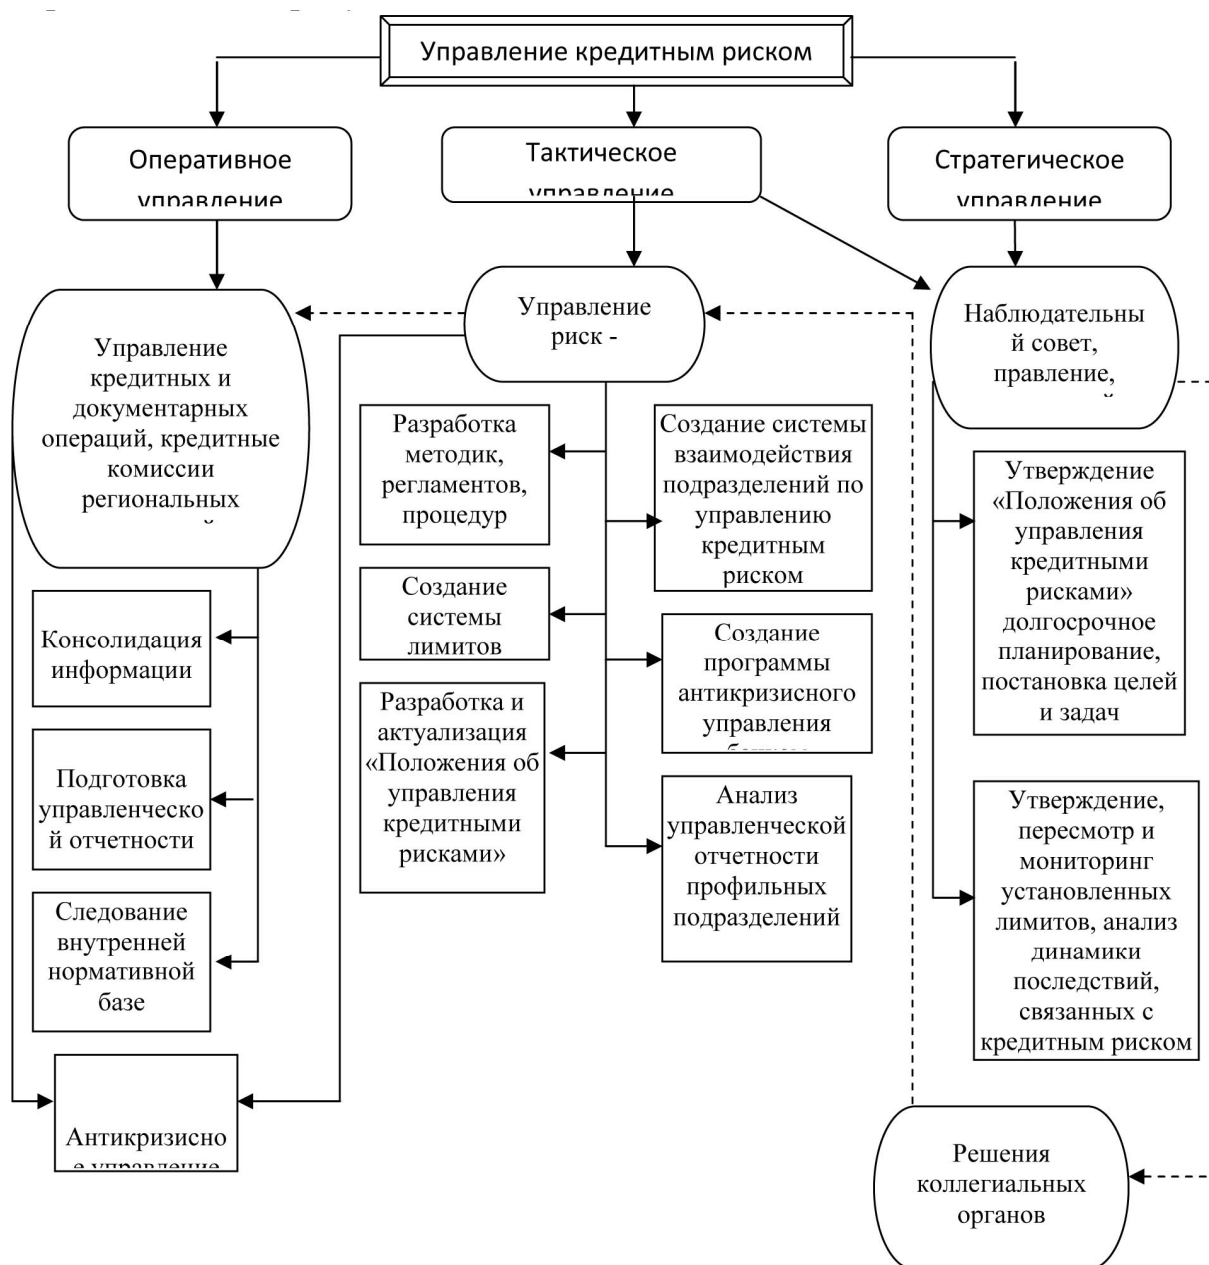 Управление кредитным риском
Оперативное
управление
Тактическое
управление
Стратегическое
управление
Управление
кредитных и
документарных
операций, кредитные
комиссии
региональных
Управление
риск -
Наблюдательны
й совет,
правление,
Разработка
методик,
регламентов,
процедур
Создание системы
взаимодействия
подразделений по
управлению
кредитным
риском
Утверждение
«Положения об
управления
кредитными
рисками»
долгосрочное
планирование,
постановка целей
и задач
Консолидация
информации
Создание
системы
лимитов
Создание
программы
антикризисного
управления
Разработка и
актуализация
«Положения об
управления
кредитными
рисками»
Подготовка
управленческо
й отчетности
Анализ
управленческой
отчетности
профильных
подразделений
Утверждение,
пересмотр и
мониторинг
установленных
лимитов, анализ
динамики
последствий,
связанных с
кредитным риском
Следование
внутренней
нормативной
базе
Антикризисно
е управление
Решения
коллегиальных
органов